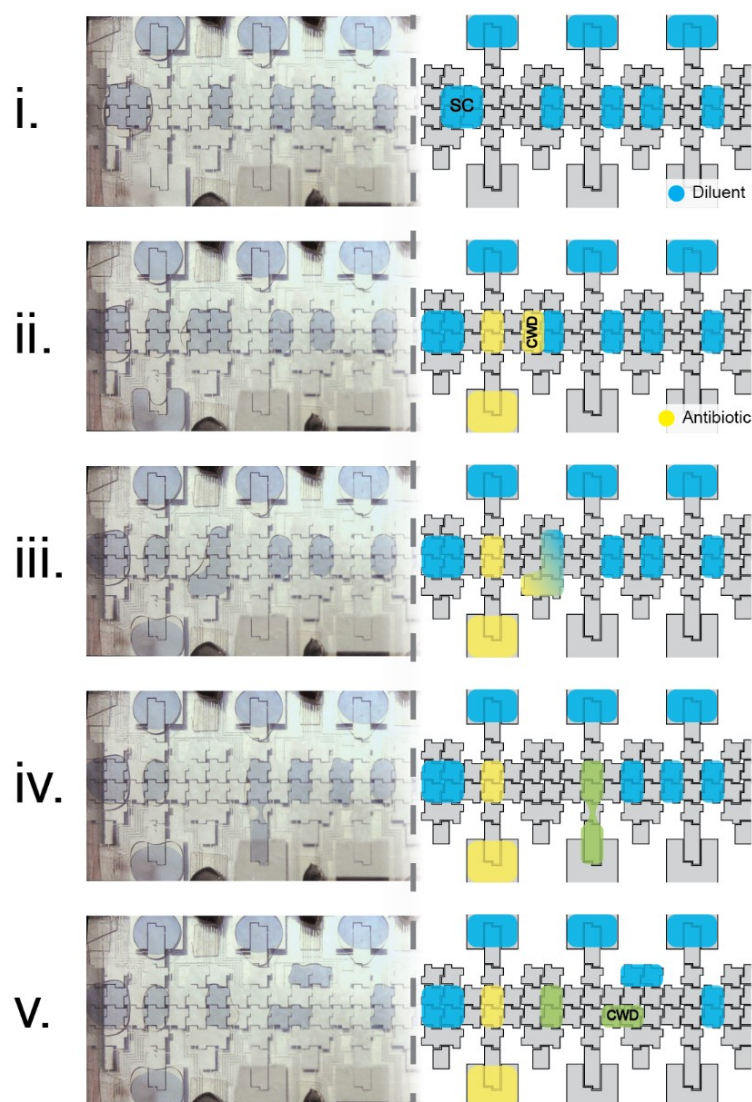 i.
SC
Diluent
ii.
CWD
Antibiotic
iii.
iv.
v.
CWD